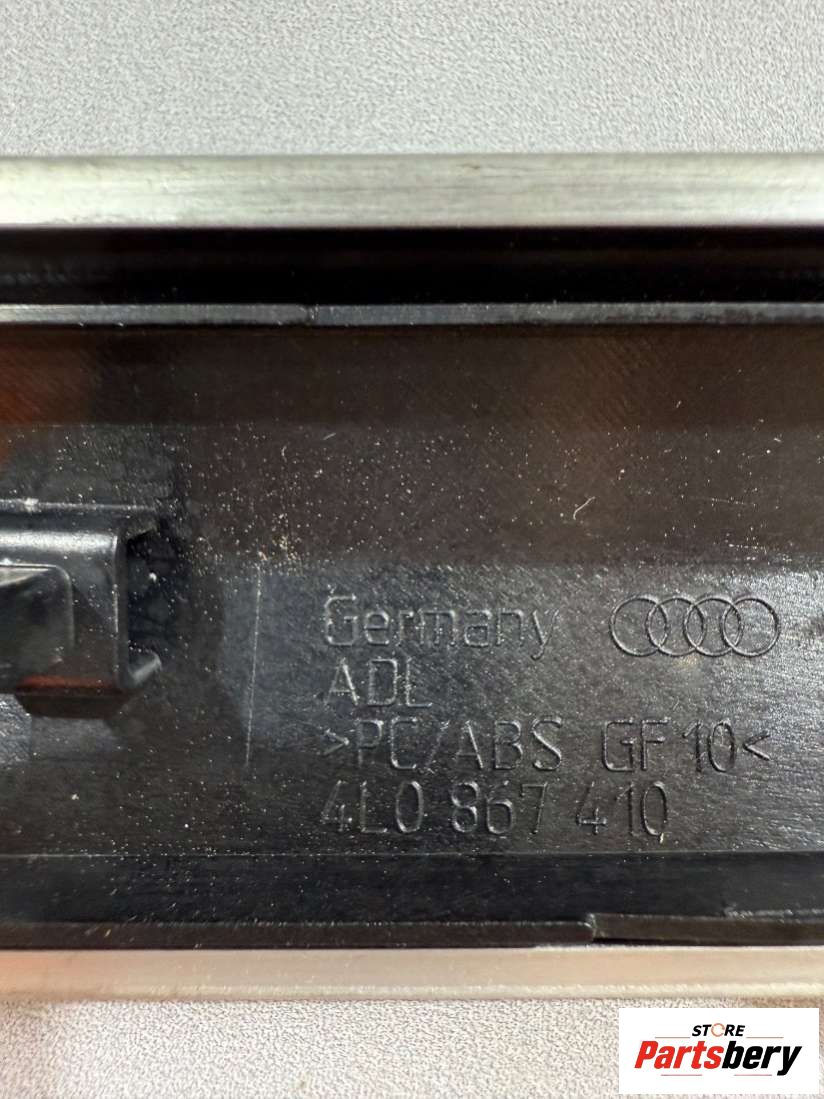 Germany
ADL
>PC/ABS GF10<
4L0 867 410
STORE
Partsbery